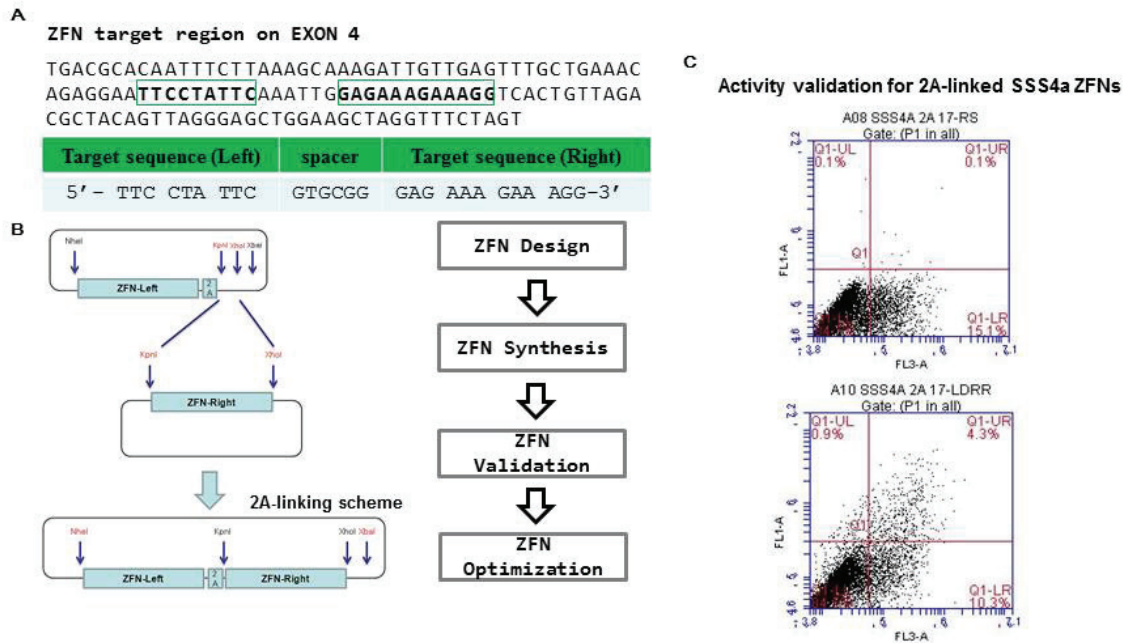 A
ZFN target region on EXON 4
TGACGCACAATTTCTTAAAGCAAAGATTGTTGAGTTTGCTGAAAC
AGAGGAATTCCTATTCAAATTGGAGAAAGAAAGGTCACTGTTAGA
CGCTACAGTTAGGGAGCTGGAAGCTAGGTTTCTAGT
Target sequence (Left) spacer Target sequence (Right)
5’- TTC CTA TTC GTGCGG GAG AAA GAA AGG-3’
B
NheI KpnI XhoI XbaI
ZFN-Left 2A
KpnI XhoI
ZFN-Right
2A-linking scheme
NheI KpnI XhoI XbaI
ZFN-Left 2A ZFN-Right
ZFN Design
ZFN Synthesis
ZFN
Validation
ZFN
Optimization
C
Activity validation for 2A-linked SSS4a ZFNs
A08 SSS4A 2A 17-RS
Gate: (P1 in all)
Q1-UL Q1-UR
0.1% 0.1%
Q1
Q1-LR
15.1%
FL1-A
FL3-A
A10 SSS4A 2A 17-LDRR
Gate: (P1 in all)
Q1-UL Q1-UR
0.9% 4.3%
Q1
Q1-LR
10.3%
FL1-A
FL3-A